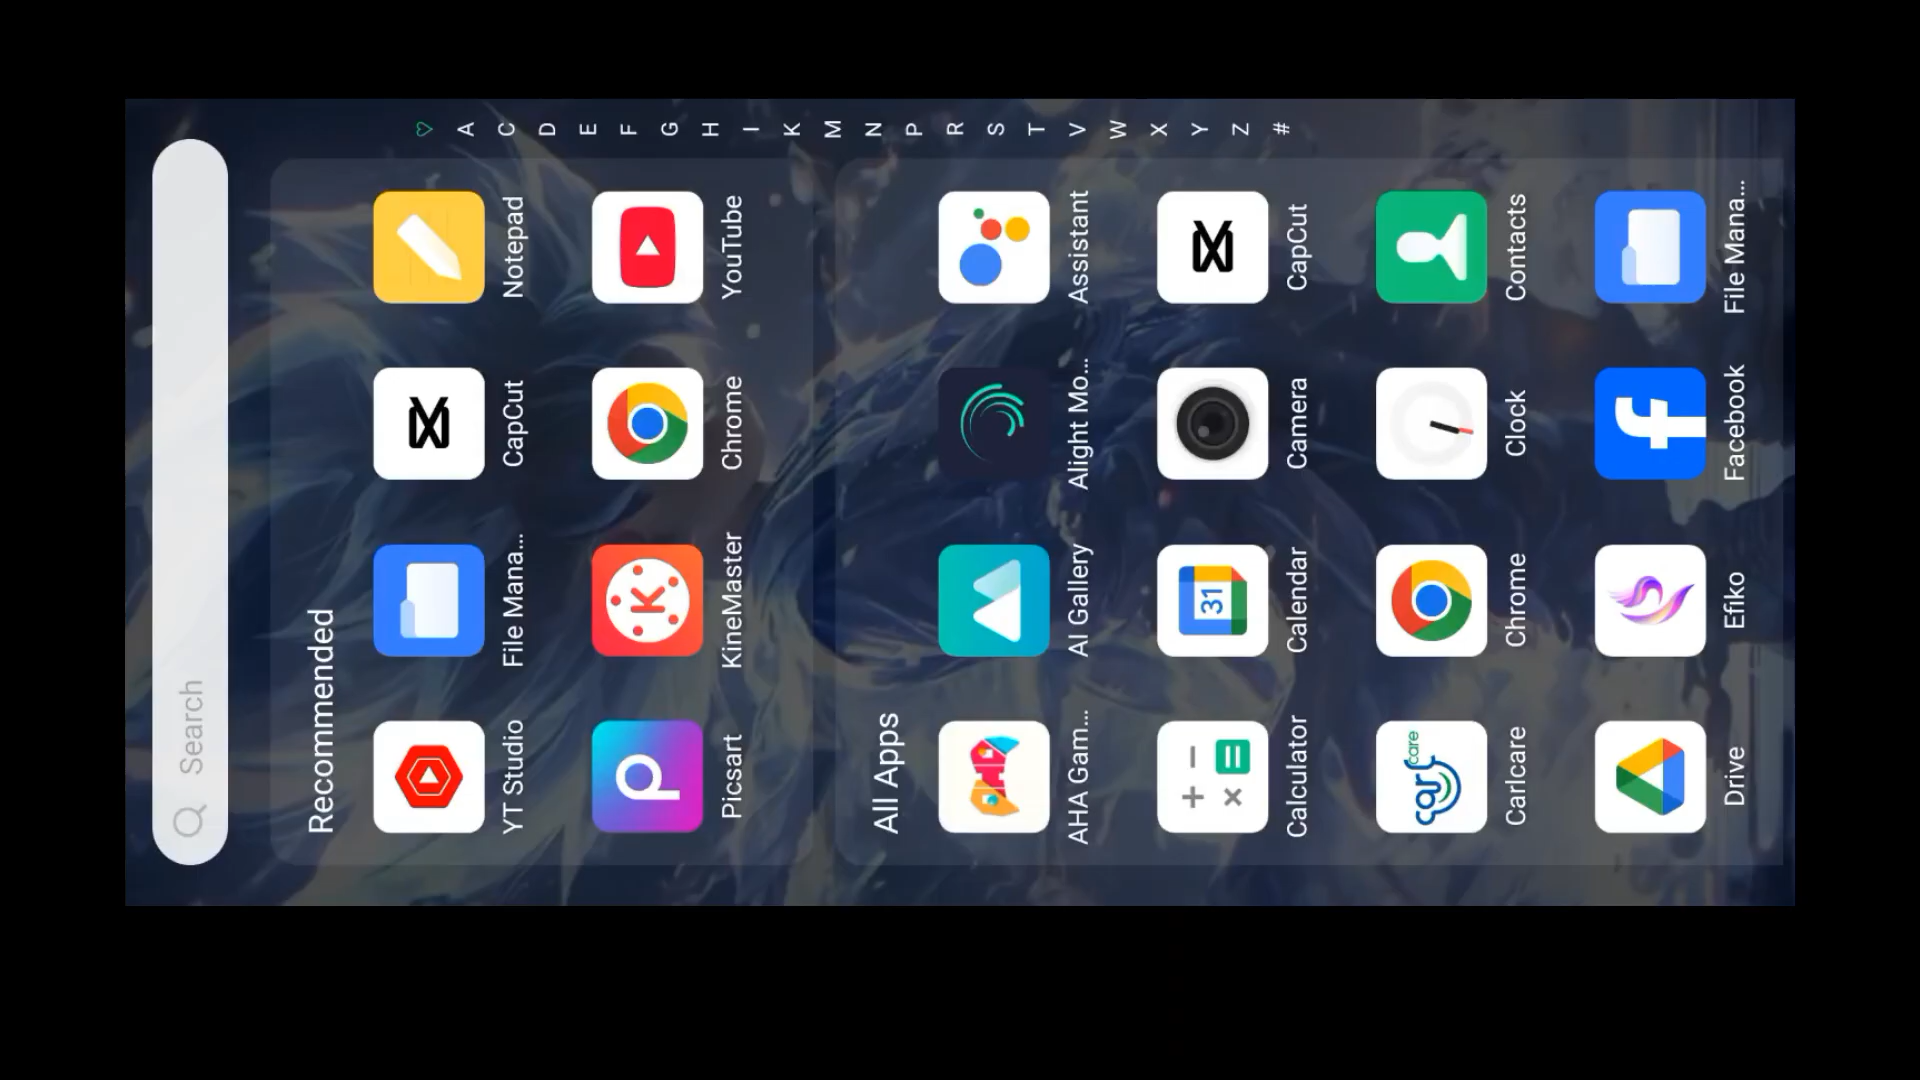 Search
Recommended
YT Studio File Mana... CapCut Notepad
Picsart KineMaster Chrome YouTube
All Apps
AHA Gam... AI Gallery Alight Mo... Assistant
31
Calculator Calendar Camera CapCut
carlcare
Carlcare Chrome Clock Contacts
Drive Efiko Facebook File Mana...
A
C
D
E
F
G
H
I
K
M
N
P
R
S
T
V
W
X
Y
Z
#